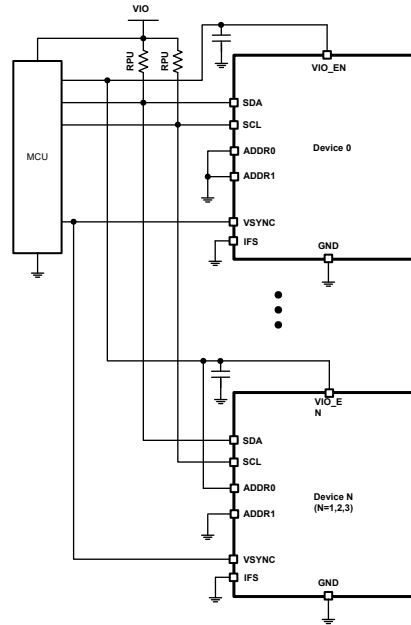 VIO
RPU
RPU
MCU
VIO_EN
SDA
SCL
ADDR0
ADDR1
VSYNC
IFS
GND
Device 0
VIO_E
N
SDA
SCL
ADDR0
ADDR1
VSYNC
IFS
GND
Device N
(N=1,2,3)